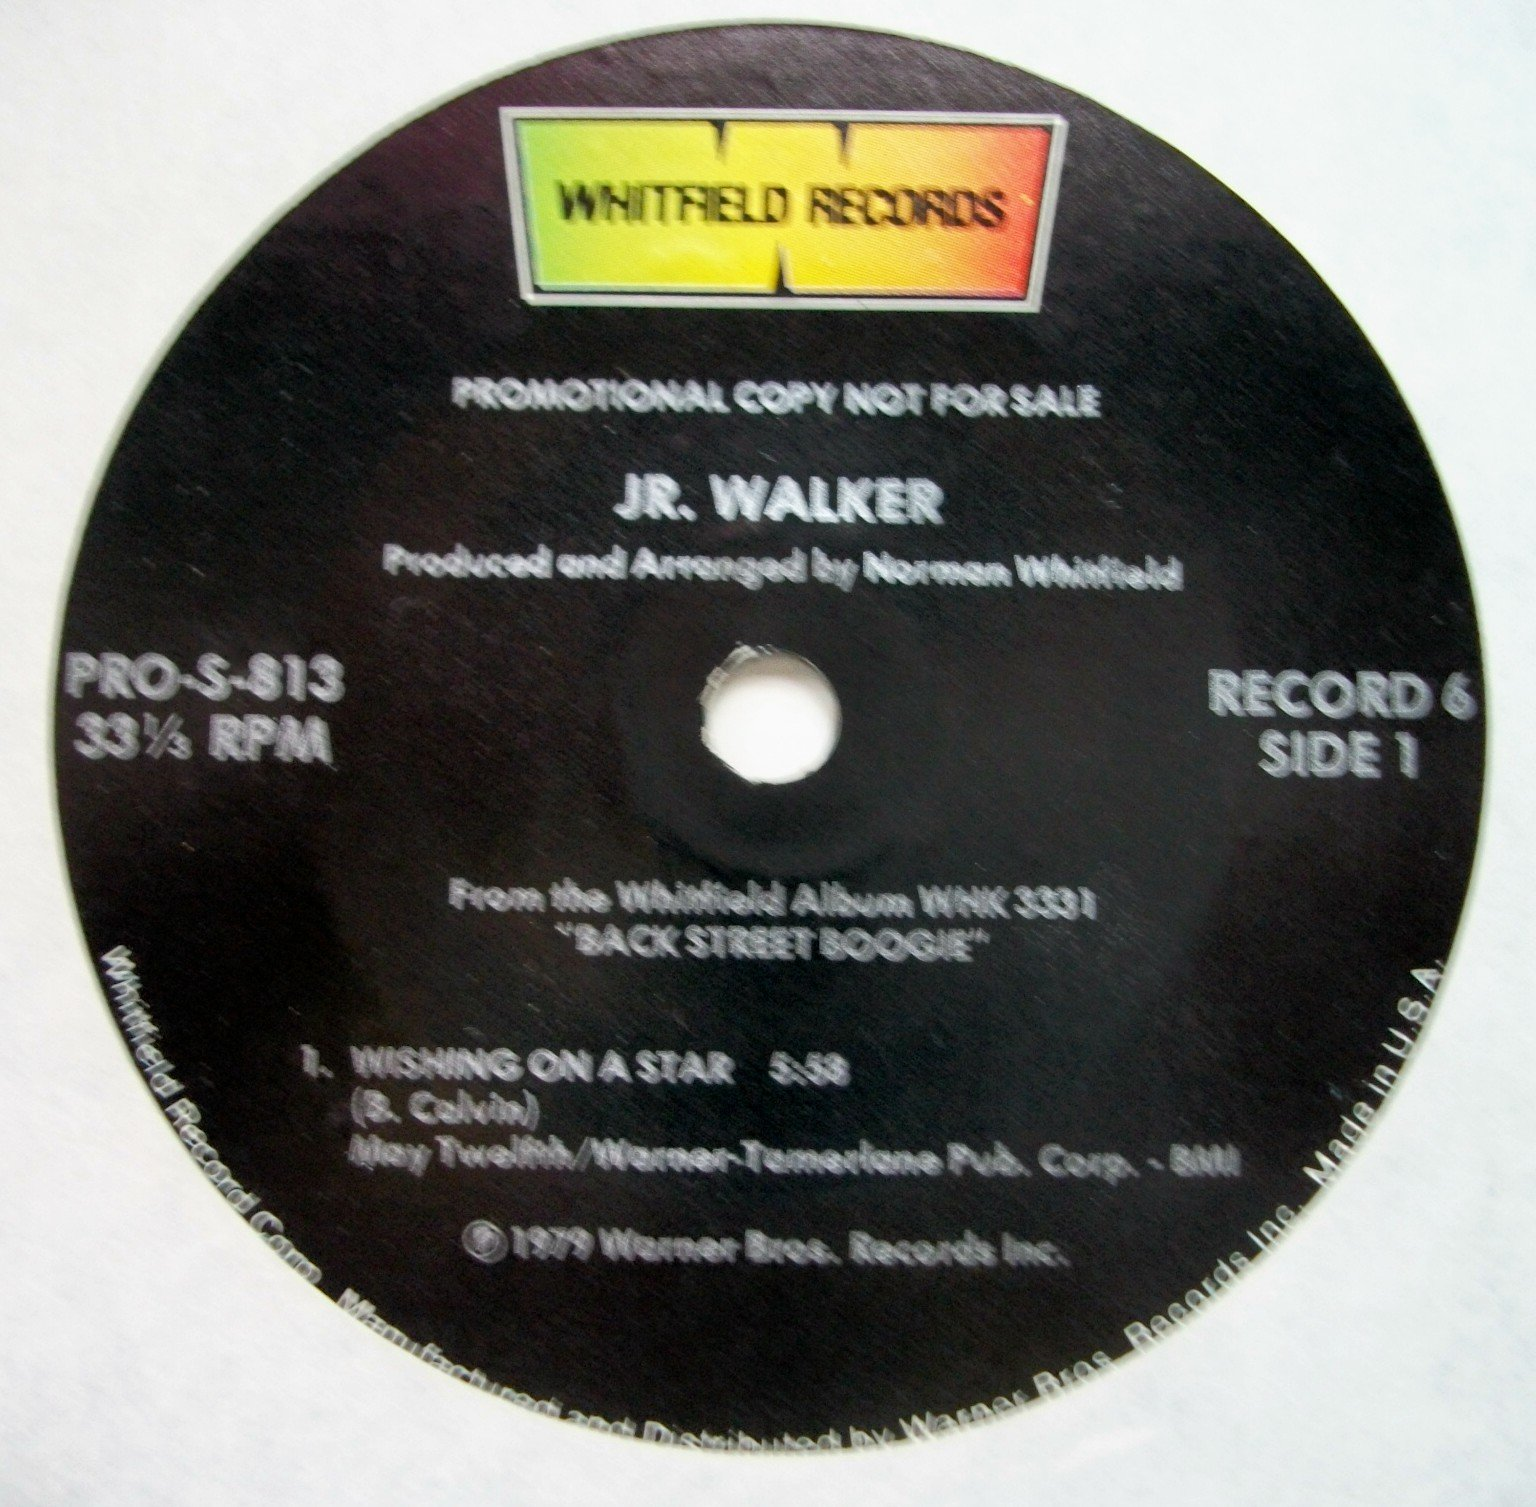 WHITFIELD RECORDS
PROMOTIONAL COPY NOT FOR SALE
JR. WALKER
Produced and Arranged by Norman Whitfield
PRO-S-813
33 1/3 RPM
RECORD 6
SIDE 1
From the Whitfield Album WHK 3331
"BACK STREET BOOGIE"
1. WISHING ON A STAR 5:58
(B. Calvin)
May Twelfth/Warner-Tamerlane Pub. Corp. - BMI
℗ 1979 Warner Bros. Records Inc.
Whitfield Record Corp. Manufactured and Distributed by Warner Bros. Records Inc. Made in U.S.A.